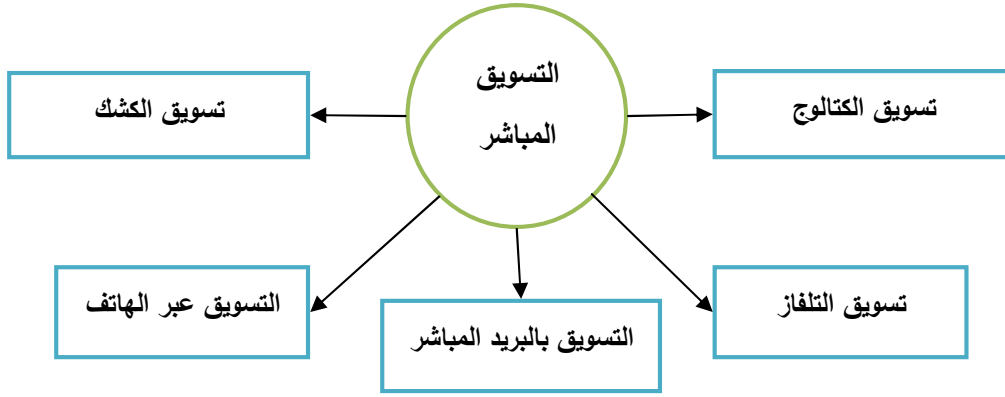 التسويق
المباشر
تسويق الكتالوج
تسويق الكشك
تسويق التلفاز
التسويق بالبريد المباشر
التسويق عبر الهاتف